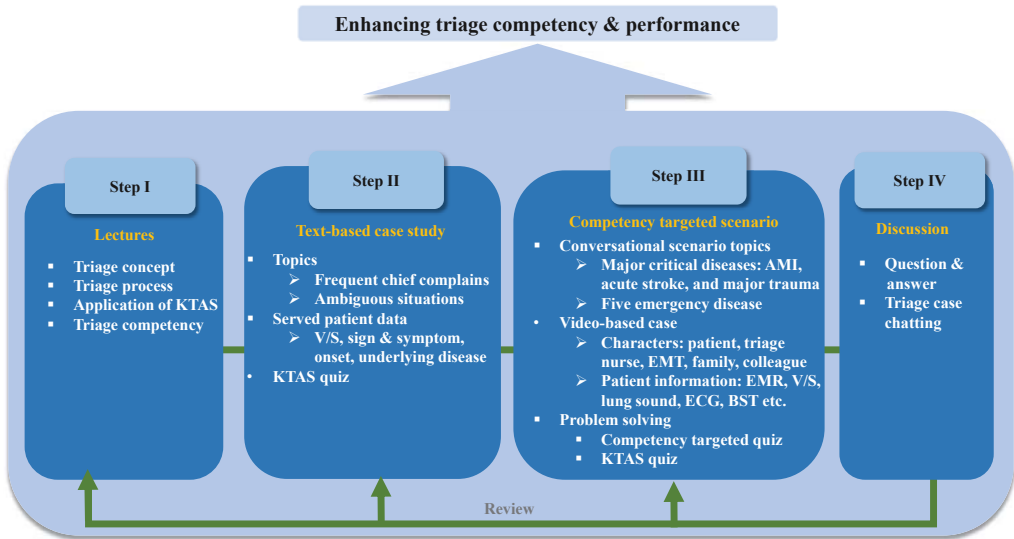 Enhancing triage competency & performance
Step I
Lectures
▪ Triage concept
▪ Triage process
▪ Application of KTAS
▪ Triage competency
Step II
Text-based case study
▪ Topics
➢ Frequent chief complains
➢ Ambiguous situations
▪ Served patient data
➢ V/S, sign & symptom,
onset, underlying disease
• KTAS quiz
Step III
Competency targeted scenario
▪ Conversational scenario topics
➢ Major critical diseases: AMI,
acute stroke, and major trauma
➢ Five emergency disease
• Video-based case
➢ Characters: patient, triage
nurse, EMT, family, colleague
➢ Patient information: EMR, V/S,
lung sound, ECG, BST etc.
▪ Problem solving
▪ Competency targeted quiz
▪ KTAS quiz
Step IV
Discussion
▪ Question &
answer
▪ Triage case
chatting
Review